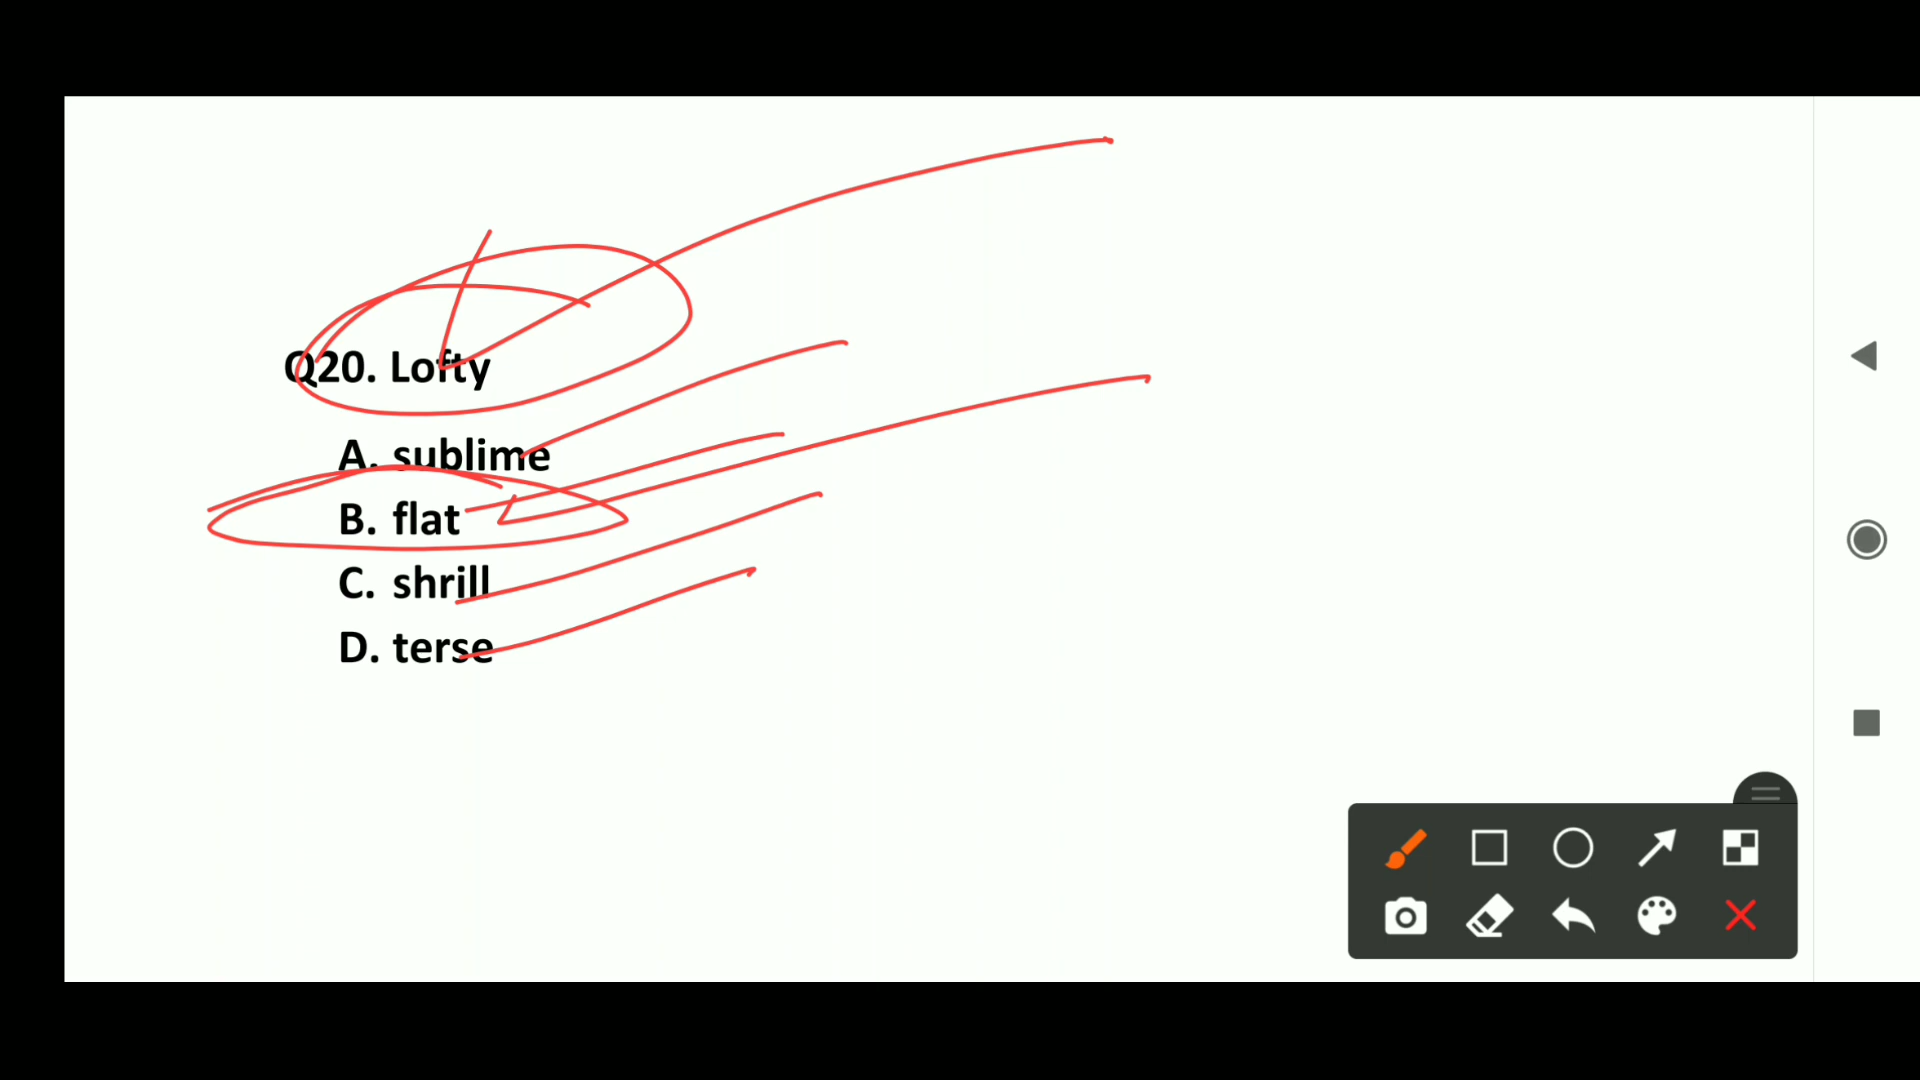 Q20. Lofty
A. sublime
B. flat
C. shrill
D. terse